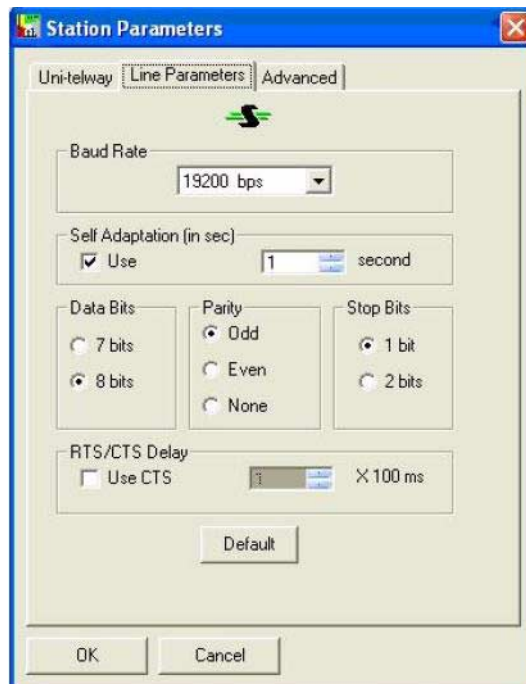 Station Parameters
Uni-telway Line Parameters Advanced
Baud Rate
19200 bps
Self Adaptation (in sec)
Use 1 second
Data Bits
7 bits
8 bits
Parity
Odd
Even
None
Stop Bits
1 bit
2 bits
RTS/CTS Delay
Use CTS 1 X 100 ms
Default
OK Cancel